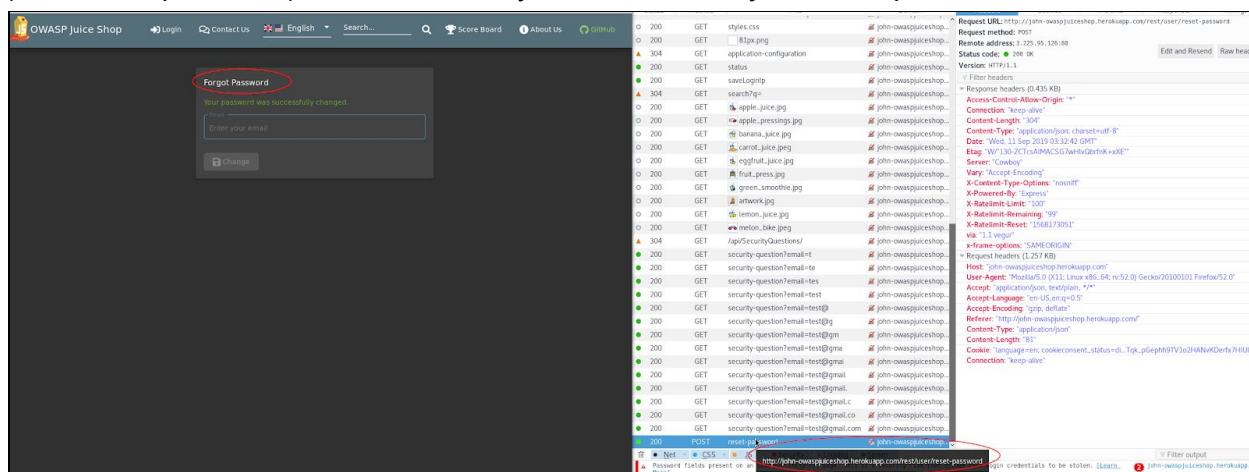 OWASP Juice Shop
Login
Contact Us
English
Search...
Score Board
About Us
GitHub
Forgot Password
Your password was successfully changed.
Email
Enter your email
Change
200 GET styles.css john-owaspjuiceshop...
200 GET 81px.png john-owaspjuiceshop...
304 GET application-configuration john-owaspjuiceshop...
200 GET status john-owaspjuiceshop...
200 GET saveLoginIp john-owaspjuiceshop...
304 GET search?q= john-owaspjuiceshop...
200 GET apple_juice.jpg john-owaspjuiceshop...
200 GET apple_pressings.jpg john-owaspjuiceshop...
200 GET banana_juice.jpg john-owaspjuiceshop...
200 GET carrot_juice.jpeg john-owaspjuiceshop...
200 GET eggfruit_juice.jpg john-owaspjuiceshop...
200 GET fruit_press.jpg john-owaspjuiceshop...
200 GET green_smoothie.jpg john-owaspjuiceshop...
200 GET artwork.jpg john-owaspjuiceshop...
200 GET lemon_juice.jpg john-owaspjuiceshop...
200 GET melon_bike.jpeg john-owaspjuiceshop...
304 GET /api/SecurityQuestions/ john-owaspjuiceshop...
200 GET security-question?email=t john-owaspjuiceshop...
200 GET security-question?email=te john-owaspjuiceshop...
200 GET security-question?email=tes john-owaspjuiceshop...
200 GET security-question?email=test john-owaspjuiceshop...
200 GET security-question?email=test@ john-owaspjuiceshop...
200 GET security-question?email=test@g john-owaspjuiceshop...
200 GET security-question?email=test@gm john-owaspjuiceshop...
200 GET security-question?email=test@gma john-owaspjuiceshop...
200 GET security-question?email=test@gmai john-owaspjuiceshop...
200 GET security-question?email=test@gmail john-owaspjuiceshop...
200 GET security-question?email=test@gmail. john-owaspjuiceshop...
200 GET security-question?email=test@gmail.c john-owaspjuiceshop...
200 GET security-question?email=test@gmail.co john-owaspjuiceshop...
200 GET security-question?email=test@gmail.com john-owaspjuiceshop...
200 POST reset-password john-owaspjuiceshop...
Net CSS JS
http://john-owaspjuiceshop.herokuapp.com/rest/user/reset-password
Filter output
Password fields present on an
login credentials to be stolen. [Learn
2 john-owaspjuiceshop.herokuapp.
Request URL: http://john-owaspjuiceshop.herokuapp.com/rest/user/reset-password
Request method: POST
Remote address: 3.225.95.126:80
Status code: 200 OK
Edit and Resend
Raw head
Version: HTTP/1.1
Filter headers
Response headers (0.435 KB)
Access-Control-Allow-Origin: "*"
Connection: "keep-alive"
Content-Length: "304"
Content-Type: "application/json; charset=utf-8"
Date: "Wed, 11 Sep 2019 03:32:42 GMT"
Server: "Cowboy"
Vary: "Accept-Encoding"
X-Content-Type-Options: "nosniff"
X-Powered-By: "Express"
X-Ratelimit-Limit: "100"
X-Ratelimit-Remaining: "99"
X-Ratelimit-Reset: "1568173051"
via: "1.1 vegur"
x-frame-options: "SAMEORIGIN"
Request headers (1.257 KB)
Host: "john-owaspjuiceshop.herokuapp.com"
User-Agent: "Mozilla/5.0 (X11; Linux x86_64; rv:52.0) Gecko/20100101 Firefox/52.0"
Accept: "application/json, text/plain, */*"
Accept-Language: "en-US,en;q=0.5"
Accept-Encoding: "gzip, deflate"
Referer: "http://john-owaspjuiceshop.herokuapp.com/"
Content-Type: "application/json"
Content-Length: "81"
Cookie: "language=en; cookieconsent_status=di...
Connection: "keep-alive"